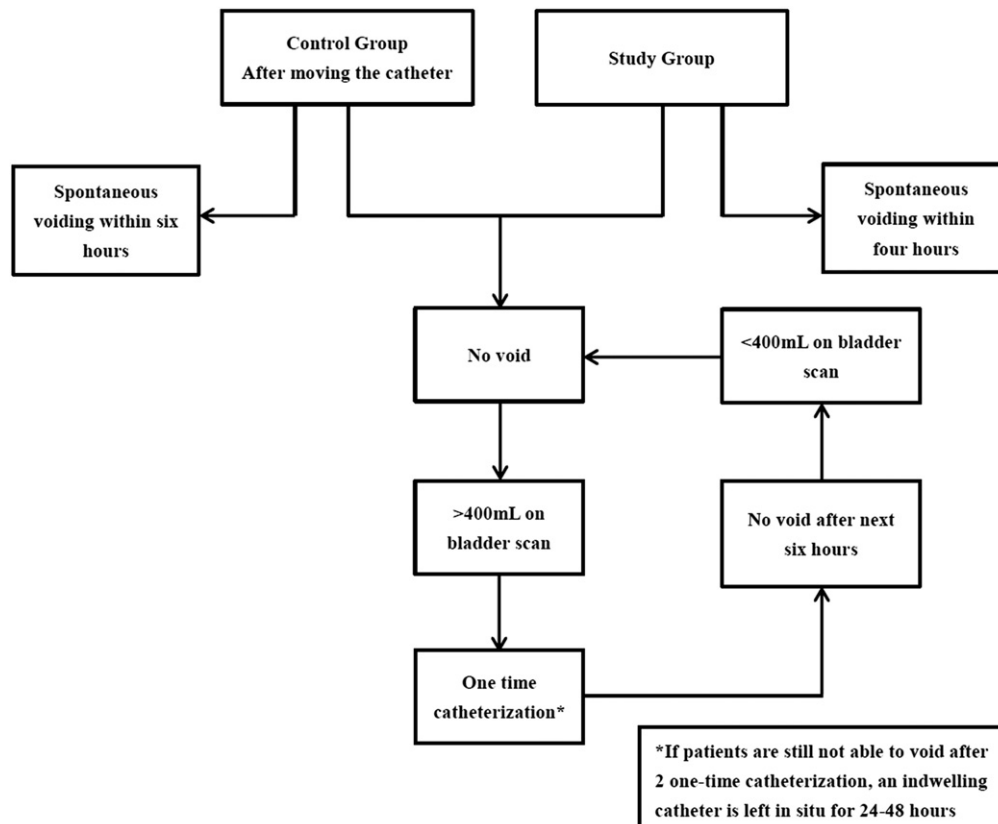 Control Group
After moving the catheter
Study Group
Spontaneous
voiding within six
hours
Spontaneous
voiding within
four hours
No void
<400mL on bladder
scan
>400mL on
bladder scan
No void after next
six hours
One time
catheterization*
*If patients are still not able to void after
2 one-time catheterization, an indwelling
catheter is left in situ for 24-48 hours